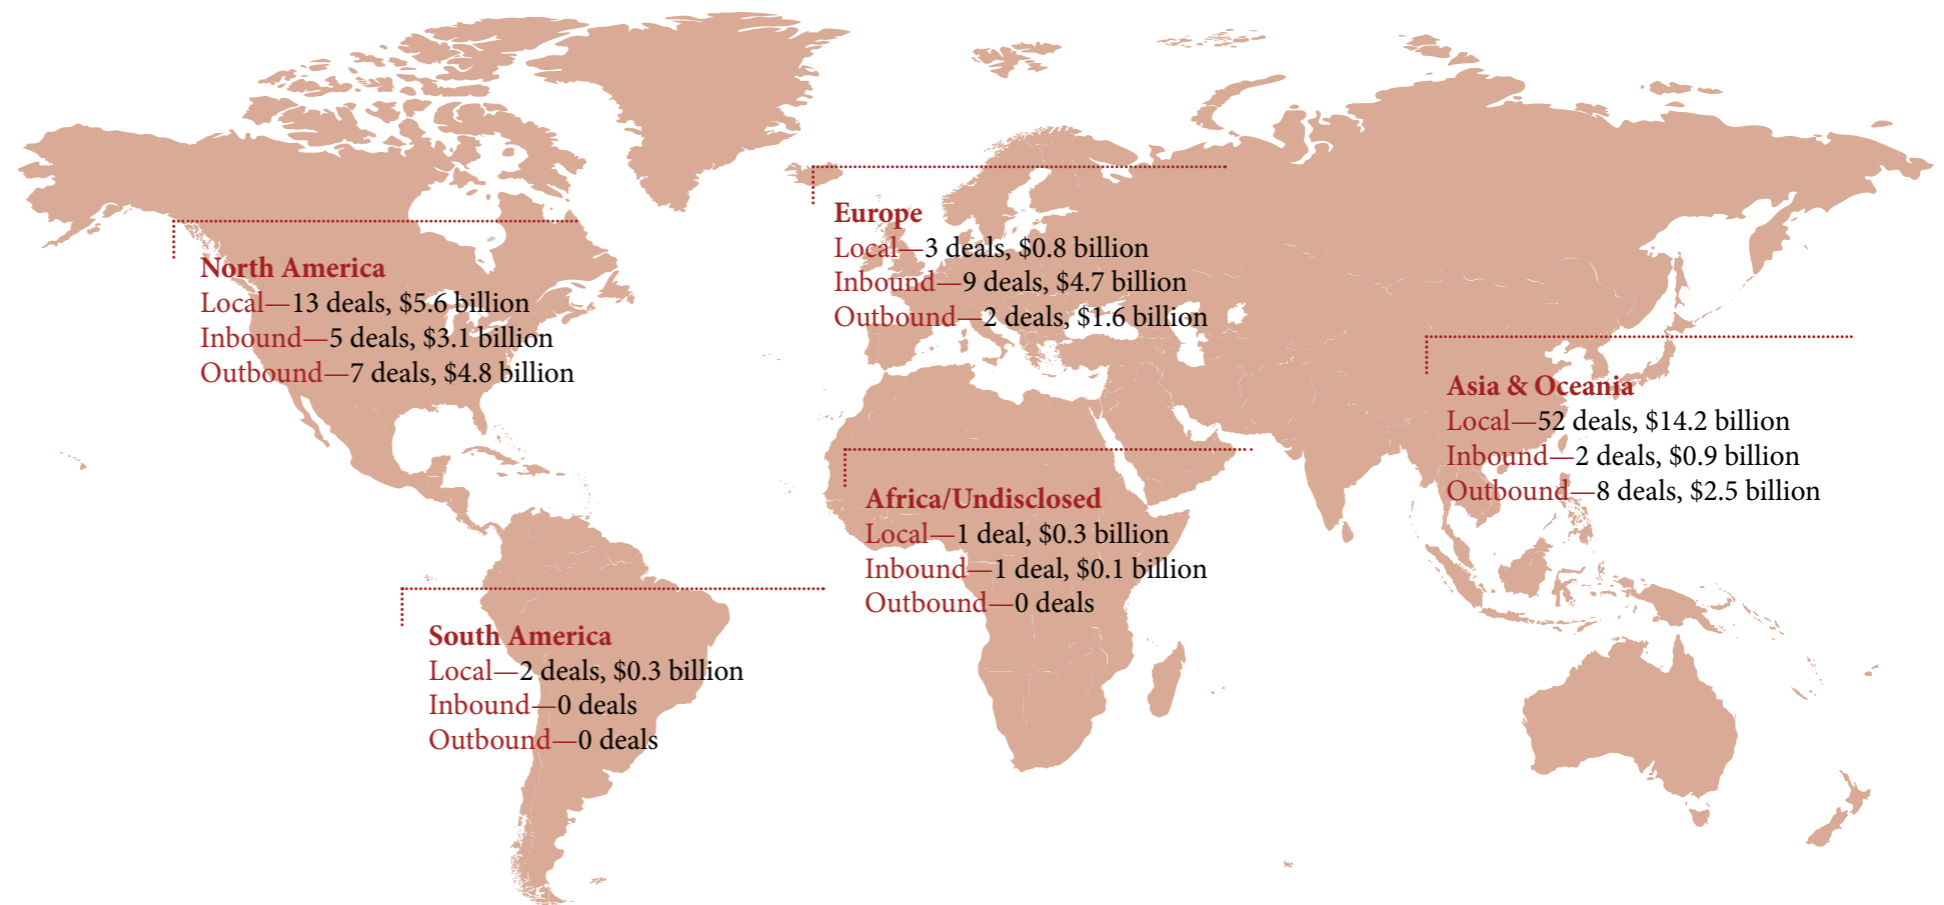 North America
Local—13 deals, $5.6 billion
Inbound—5 deals, $3.1 billion
Outbound—7 deals, $4.8 billion
Europe
Local—3 deals, $0.8 billion
Inbound—9 deals, $4.7 billion
Outbound—2 deals, $1.6 billion
Asia & Oceania
Local—52 deals, $14.2 billion
Inbound—2 deals, $0.9 billion
Outbound—8 deals, $2.5 billion
Africa/Undisclosed
Local—1 deal, $0.3 billion
Inbound—1 deal, $0.1 billion
Outbound—0 deals
South America
Local—2 deals, $0.3 billion
Inbound—0 deals
Outbound—0 deals